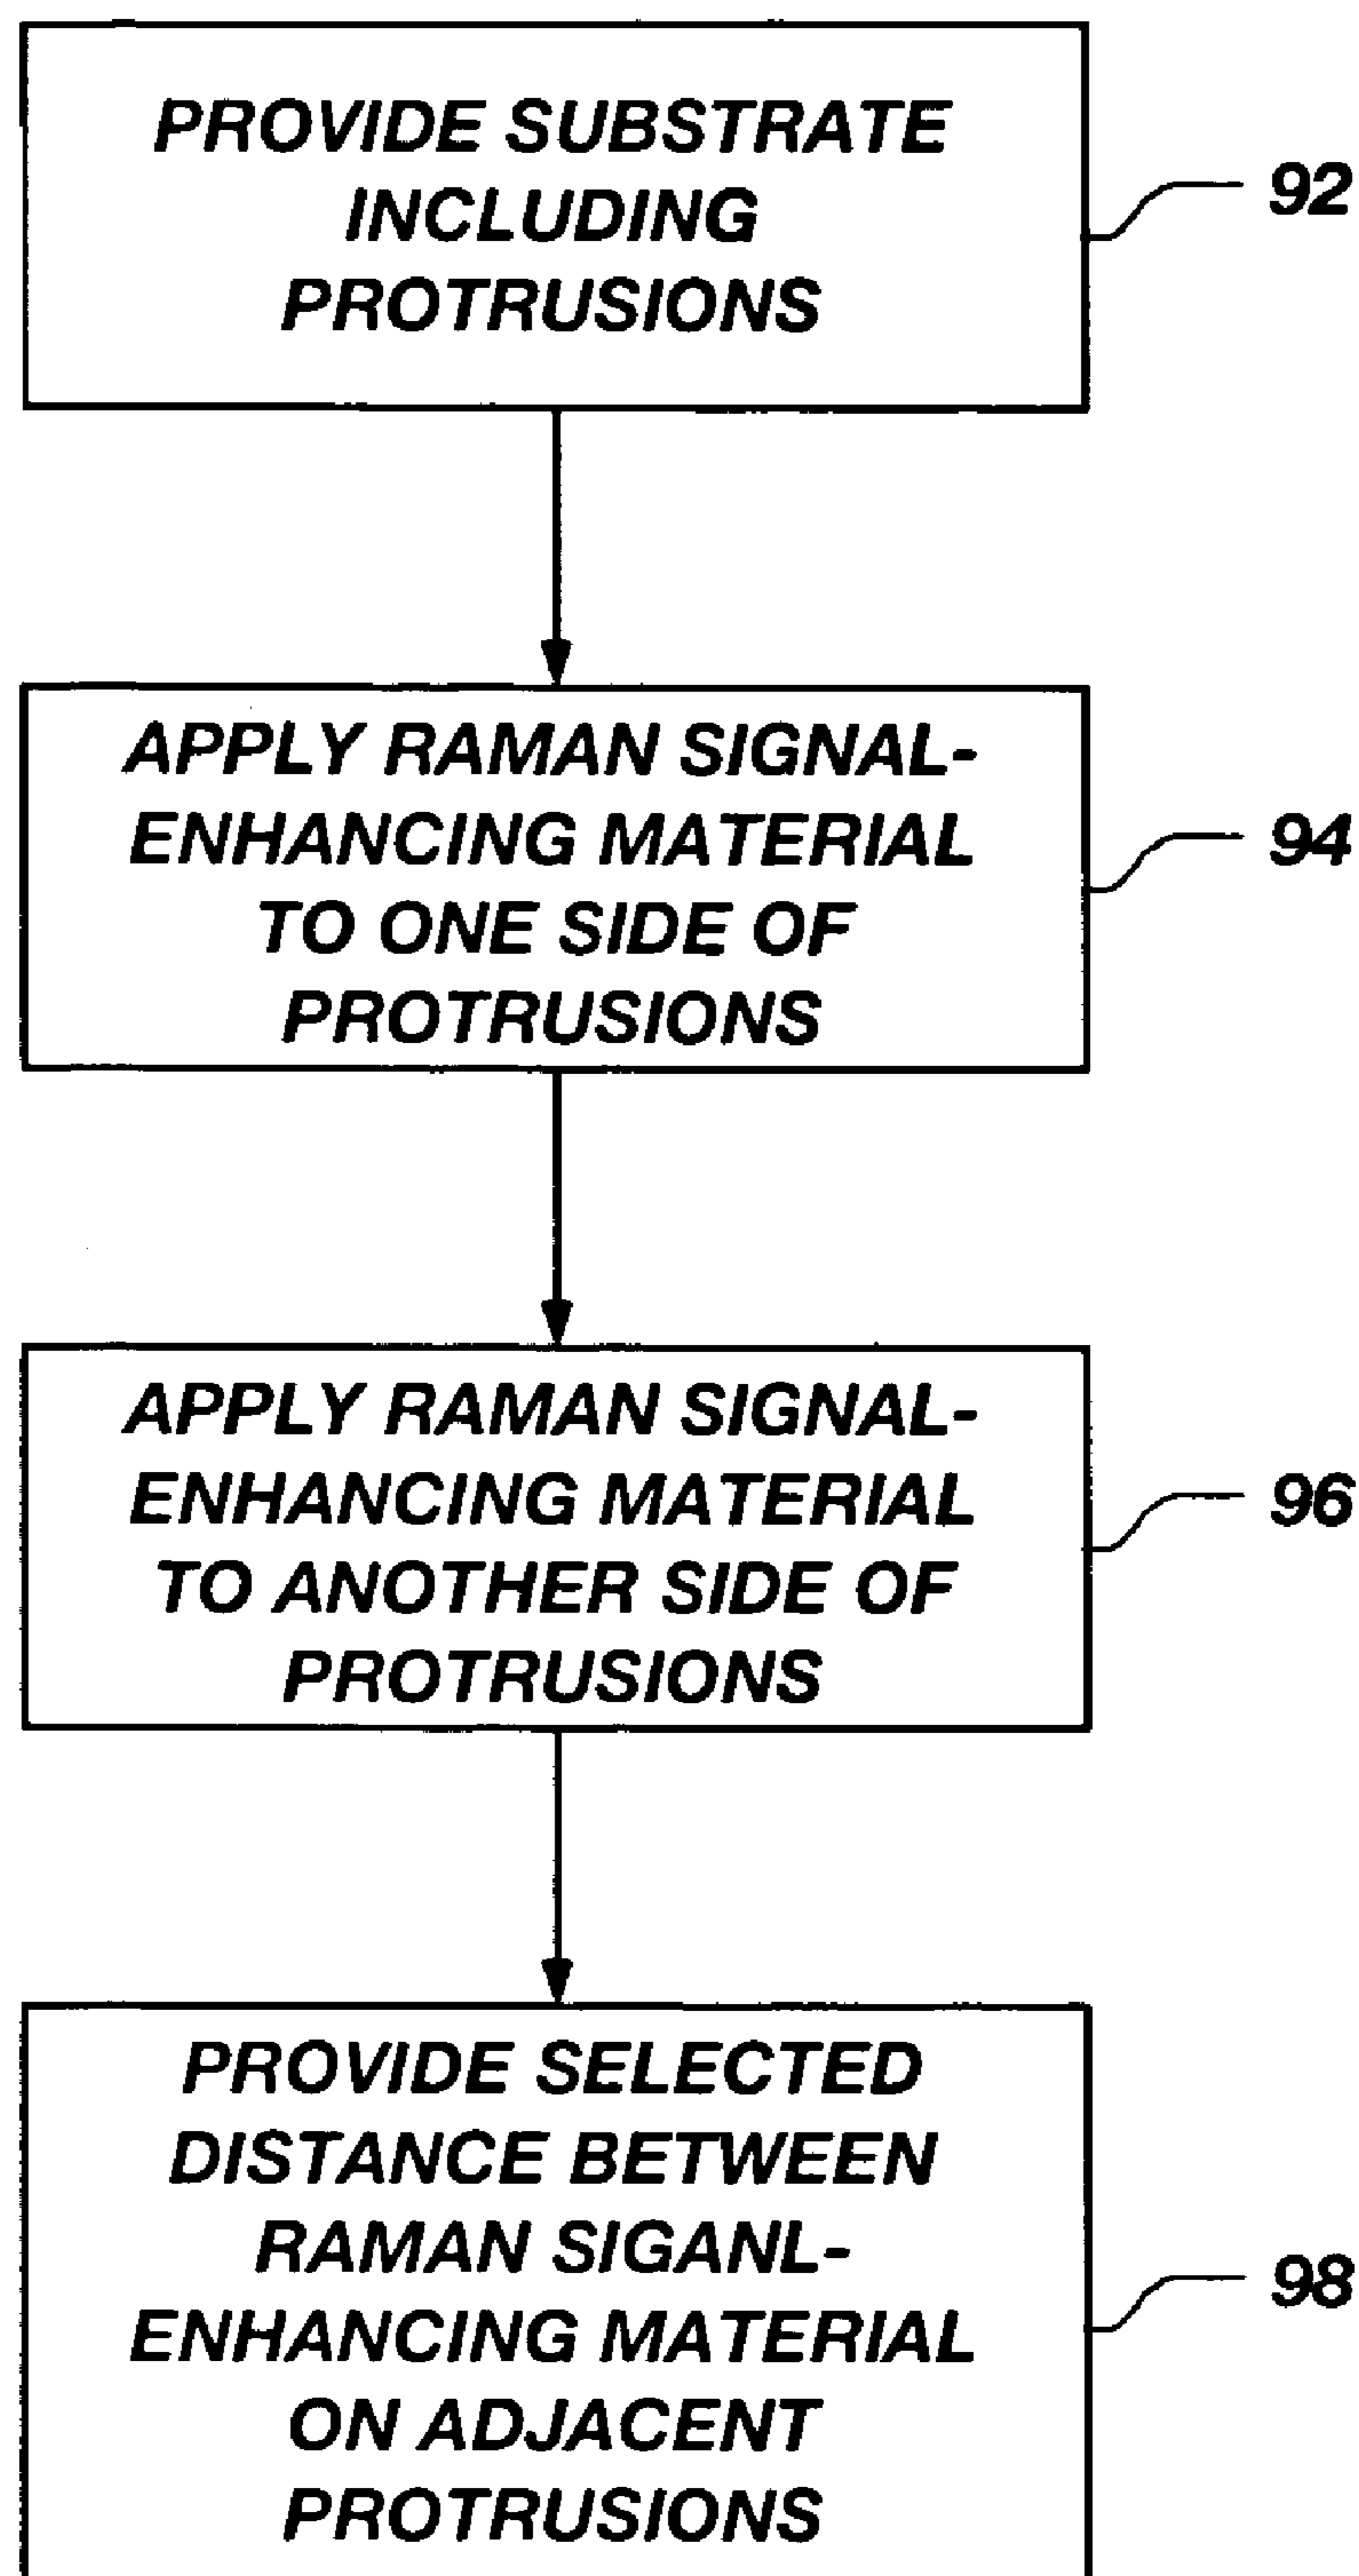 PROVIDE SUBSTRATE
INCLUDING
PROTRUSIONS
92
APPLY RAMAN SIGNAL-
ENHANCING MATERIAL
TO ONE SIDE OF
PROTRUSIONS
94
APPLY RAMAN SIGNAL-
ENHANCING MATERIAL
TO ANOTHER SIDE OF
PROTRUSIONS
96
PROVIDE SELECTED
DISTANCE BETWEEN
RAMAN SIGANL-
ENHANCING MATERIAL
ON ADJACENT
PROTRUSIONS
98